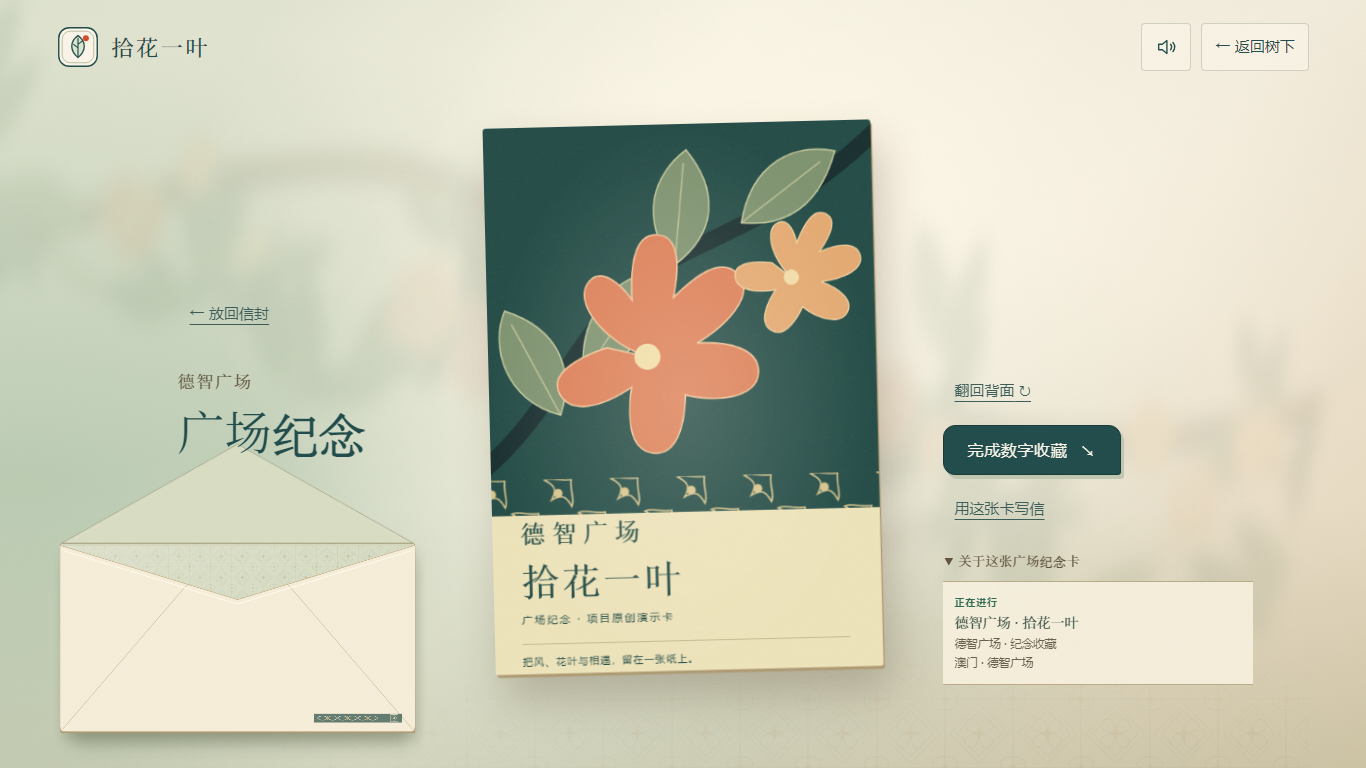 拾花一叶
← 返回树下
← 放回信封
德智广场
广场纪念
德智广场
拾花一叶
广场纪念 · 项目原创演示卡
把风、花叶与相遇，留在一张纸上。
翻回背面 ↻
完成数字收藏 ↘
用这张卡写信
▼ 关于这张广场纪念卡
正在进行
德智广场 · 拾花一叶
德智广场 · 纪念收藏
澳门 · 德智广场